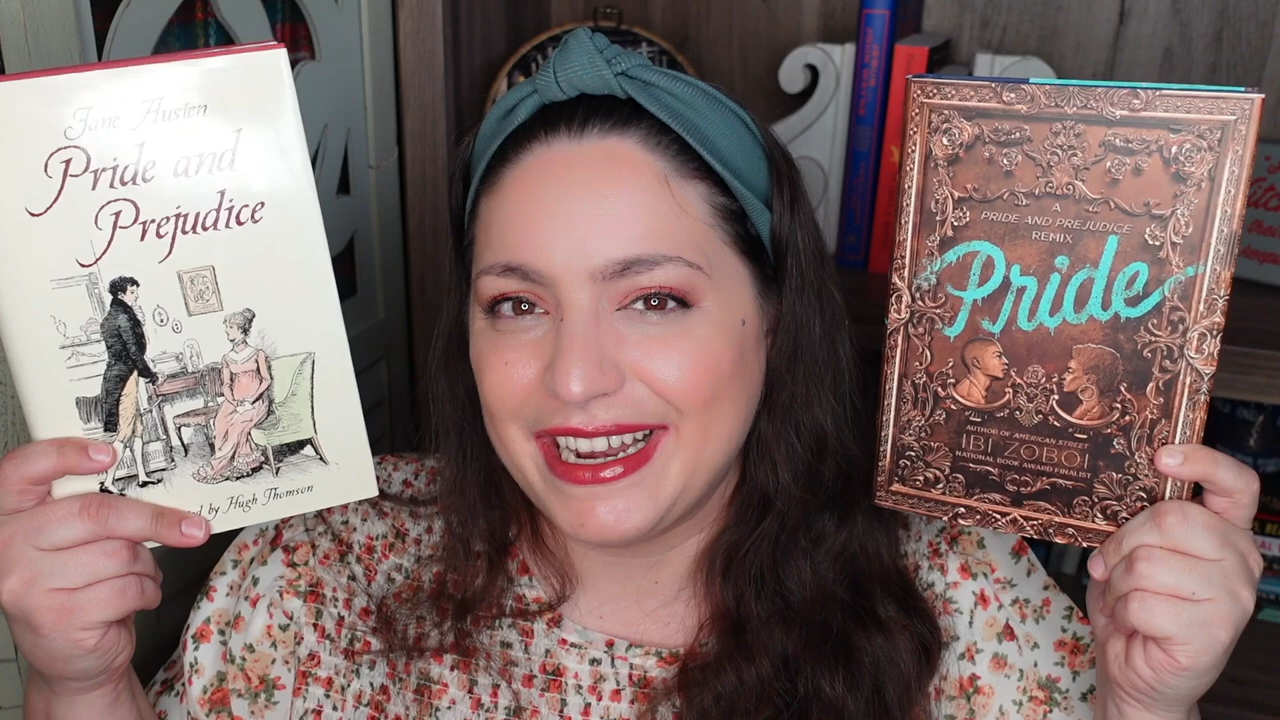 Jane Austen
Pride and
Prejudice
by Hugh Thomson
A
PRIDE AND PREJUDICE
REMIX
Pride
AUTHOR OF AMERICAN STREET
IBI ZOBOI
NATIONAL BOOK AWARD FINALIST